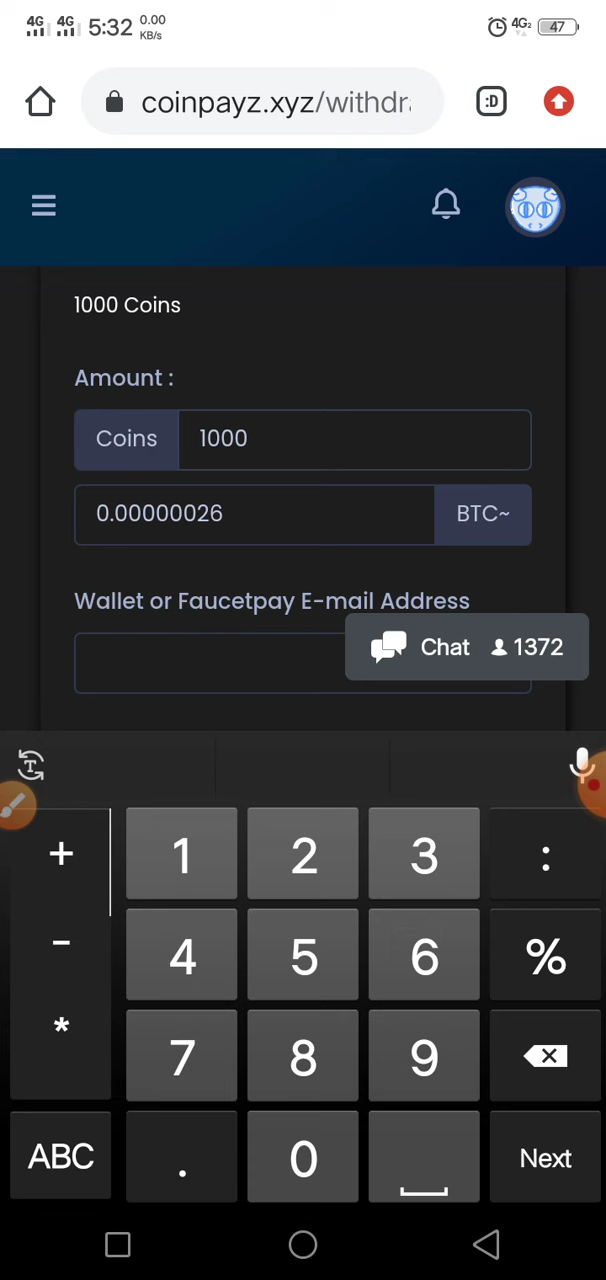 4G 4G 5:32 0.00 KB/s 4G2 47
coinpayz.xyz/withdr :D
1000 Coins
Amount :
Coins 1000
0.00000026 BTC~
Wallet or Faucetpay E-mail Address
Chat 1372
T
+ 1 2 3 :
- 4 5 6 %
* 7 8 9
ABC . 0 Next